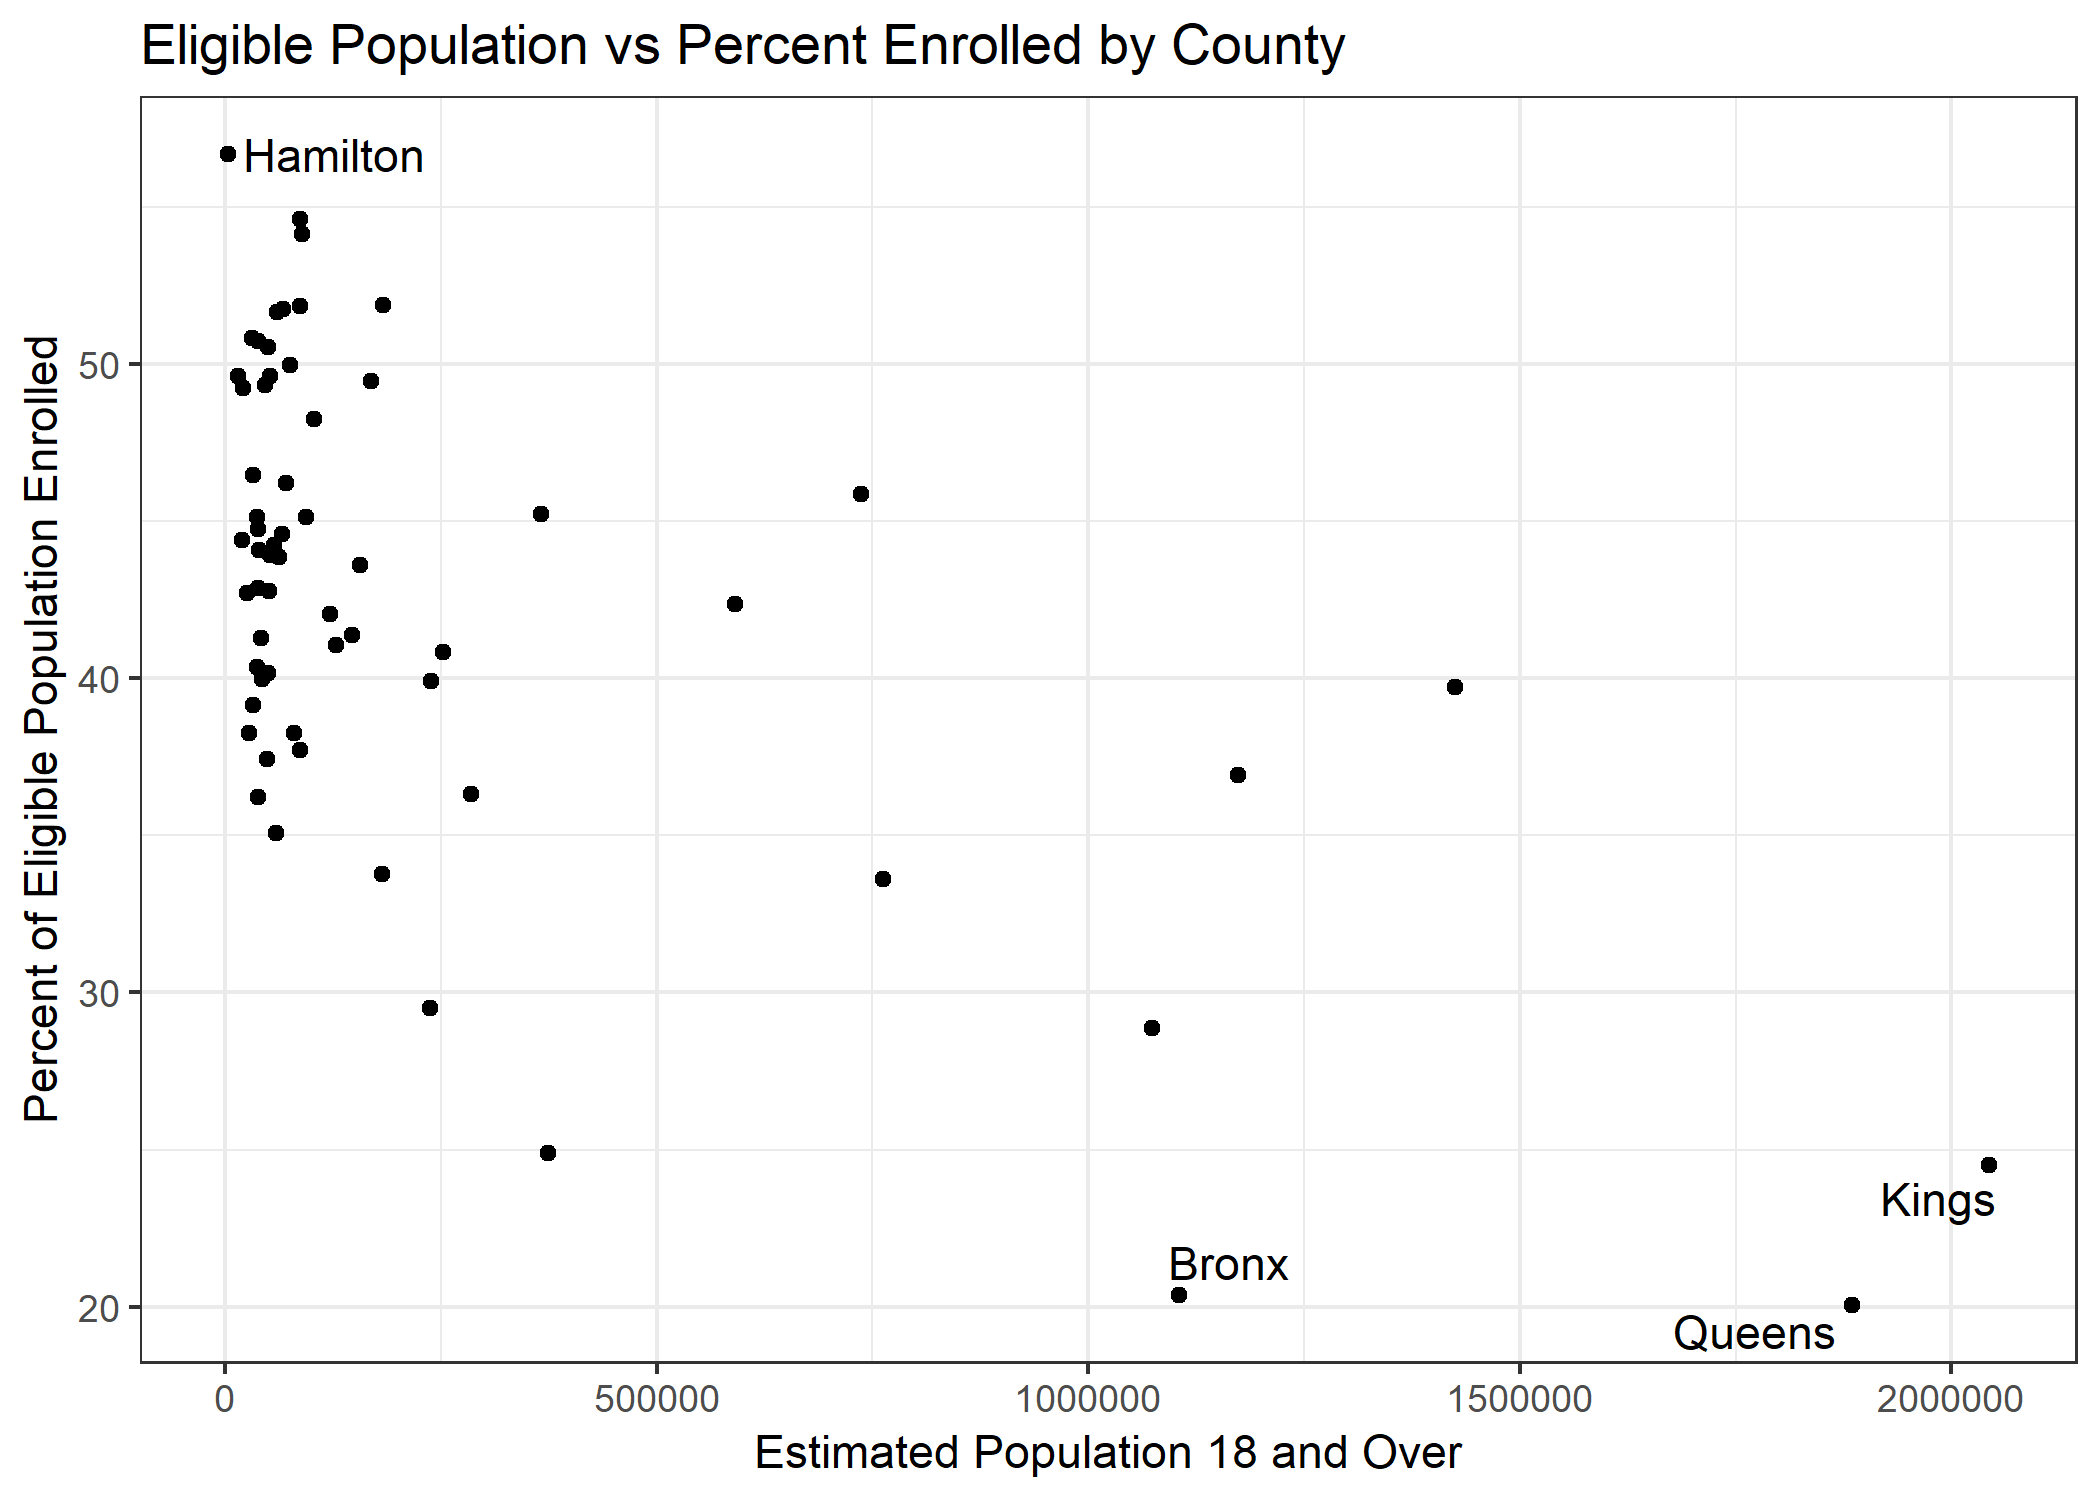 Eligible Population vs Percent Enrolled by County
Percent of Eligible Population Enrolled
50
40
30
20
Hamilton
Kings
Bronx
Queens
0
500000
1000000
1500000
2000000
Estimated Population 18 and Over